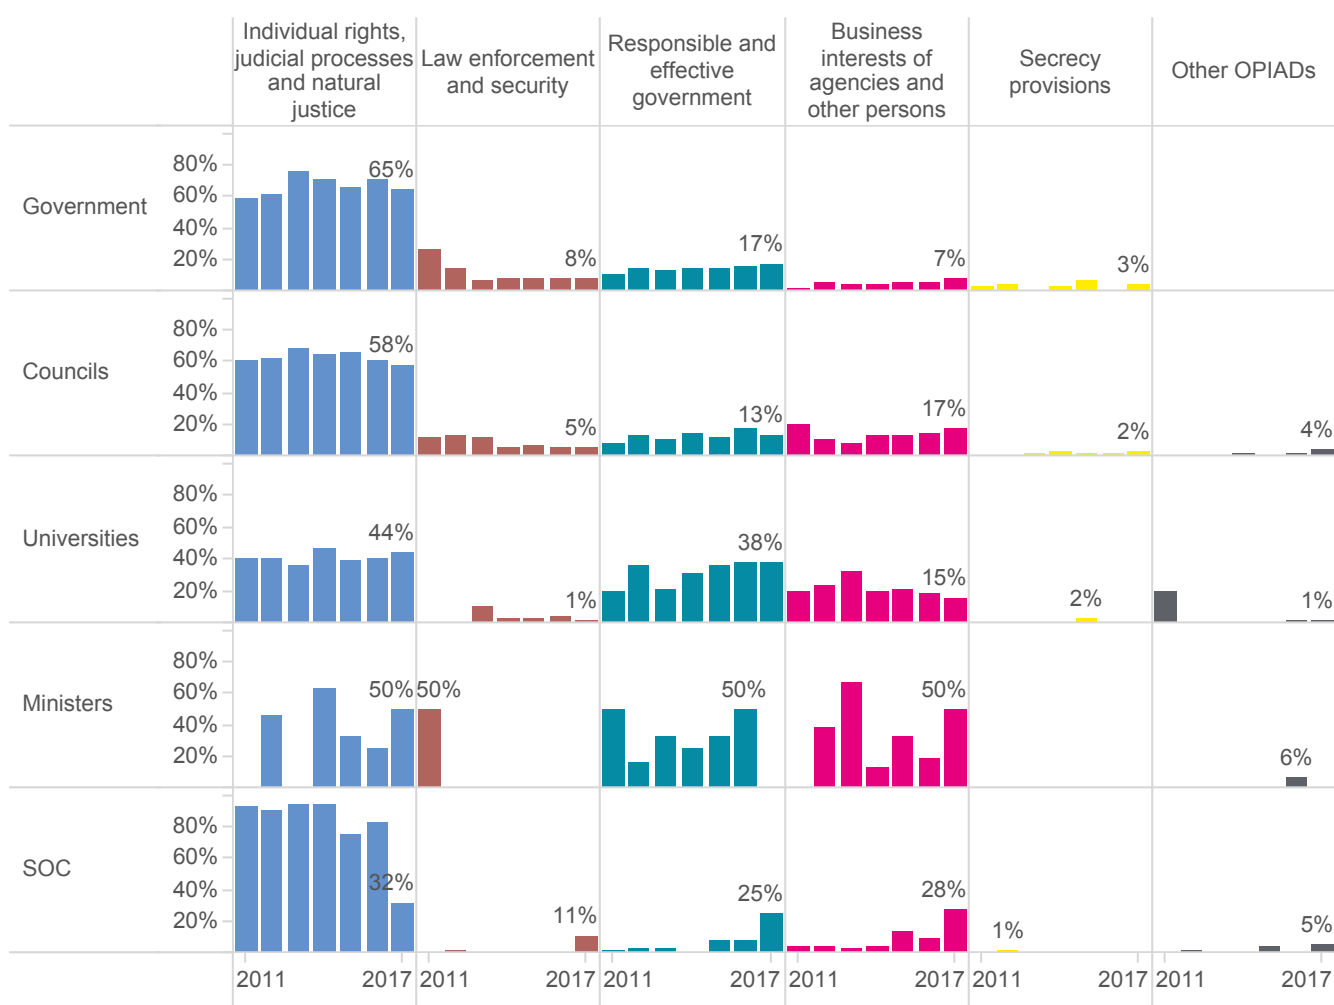 Individual rights,
judicial processes
and natural
justice
Law enforcement
and security
Responsible and
effective
government
Business
interests of
agencies and
other persons
Secrecy
provisions
Other OPIADs
Government
80%
60%
40%
20%
65%
8%
17%
7%
3%
Councils
80%
60%
40%
20%
58%
5%
13%
17%
2%
4%
Universities
80%
60%
40%
20%
44%
1%
38%
15%
2%
1%
Ministers
80%
60%
40%
20%
50%
50%
50%
50%
6%
SOC
80%
60%
40%
20%
32%
11%
25%
28%
1%
5%
2011 2017 2011 2017 2011 2017 2011 2017 2011 2017 2011 2017